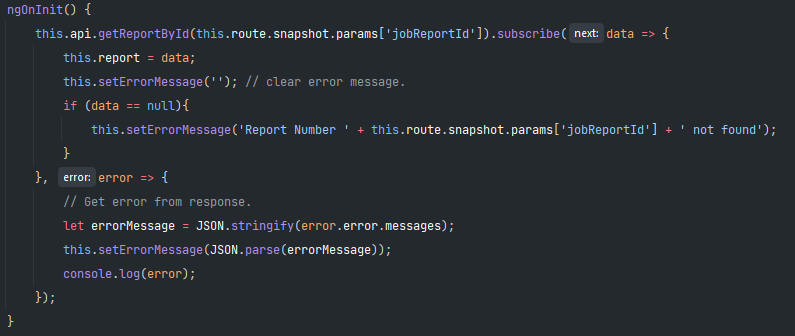 ngOnInit() {
this.api.getReportById(this.route.snapshot.params['jobReportId']).subscribe( next: data => {
this.report = data;
this.setErrorMessage(''); // clear error message.
if (data == null){
this.setErrorMessage('Report Number ' + this.route.snapshot.params['jobReportId'] + ' not found');
}
}, error: error => {
// Get error from response.
let errorMessage = JSON.stringify(error.error.messages);
this.setErrorMessage(JSON.parse(errorMessage));
console.log(error);
});
}